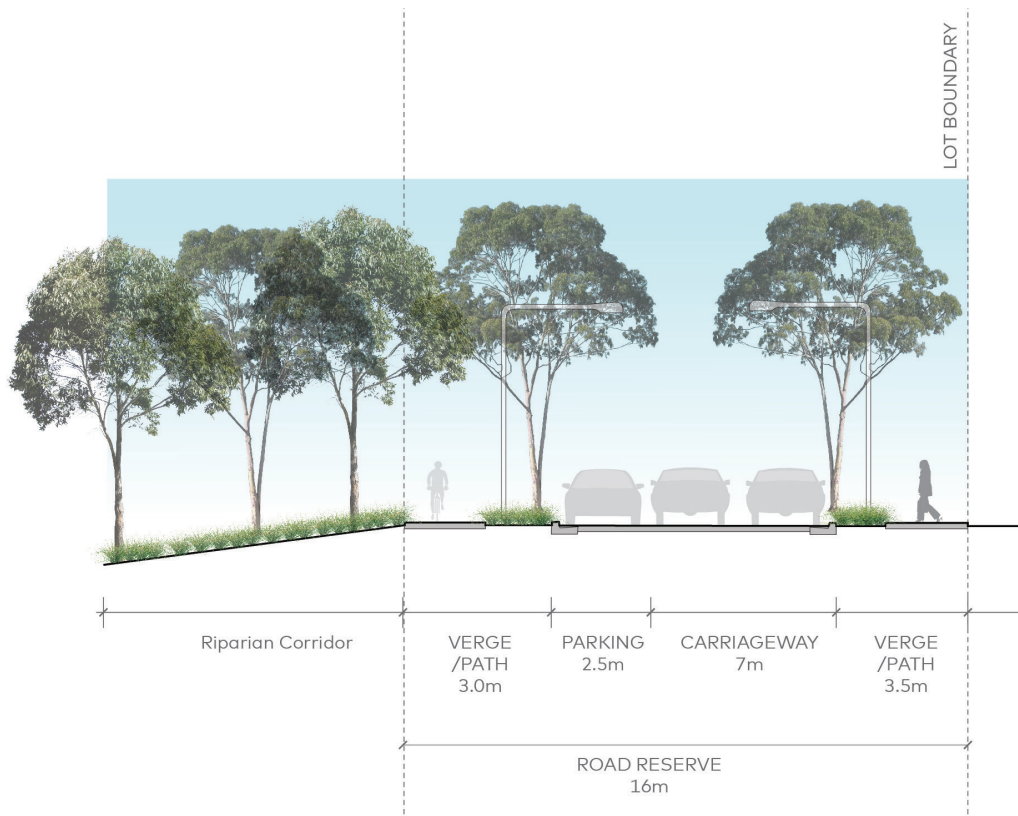 LOT BOUNDARY
Riparian Corridor
VERGE
/PATH
3.0m
PARKING
2.5m
CARRIAGEWAY
7m
VERGE
/PATH
3.5m
ROAD RESERVE
16m